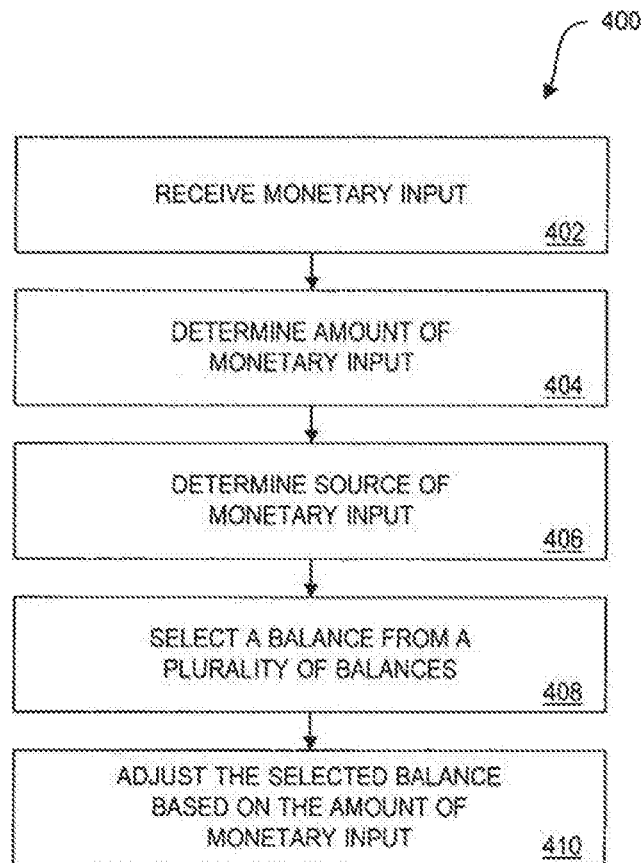 400
RECEIVE MONETARY INPUT
402
DETERMINE AMOUNT OF
MONETARY INPUT
404
DETERMINE SOURCE OF
MONETARY INPUT
406
SELECT A BALANCE FROM A
PLURALITY OF BALANCES
408
ADJUST THE SELECTED BALANCE
BASED ON THE AMOUNT OF
MONETARY INPUT
410